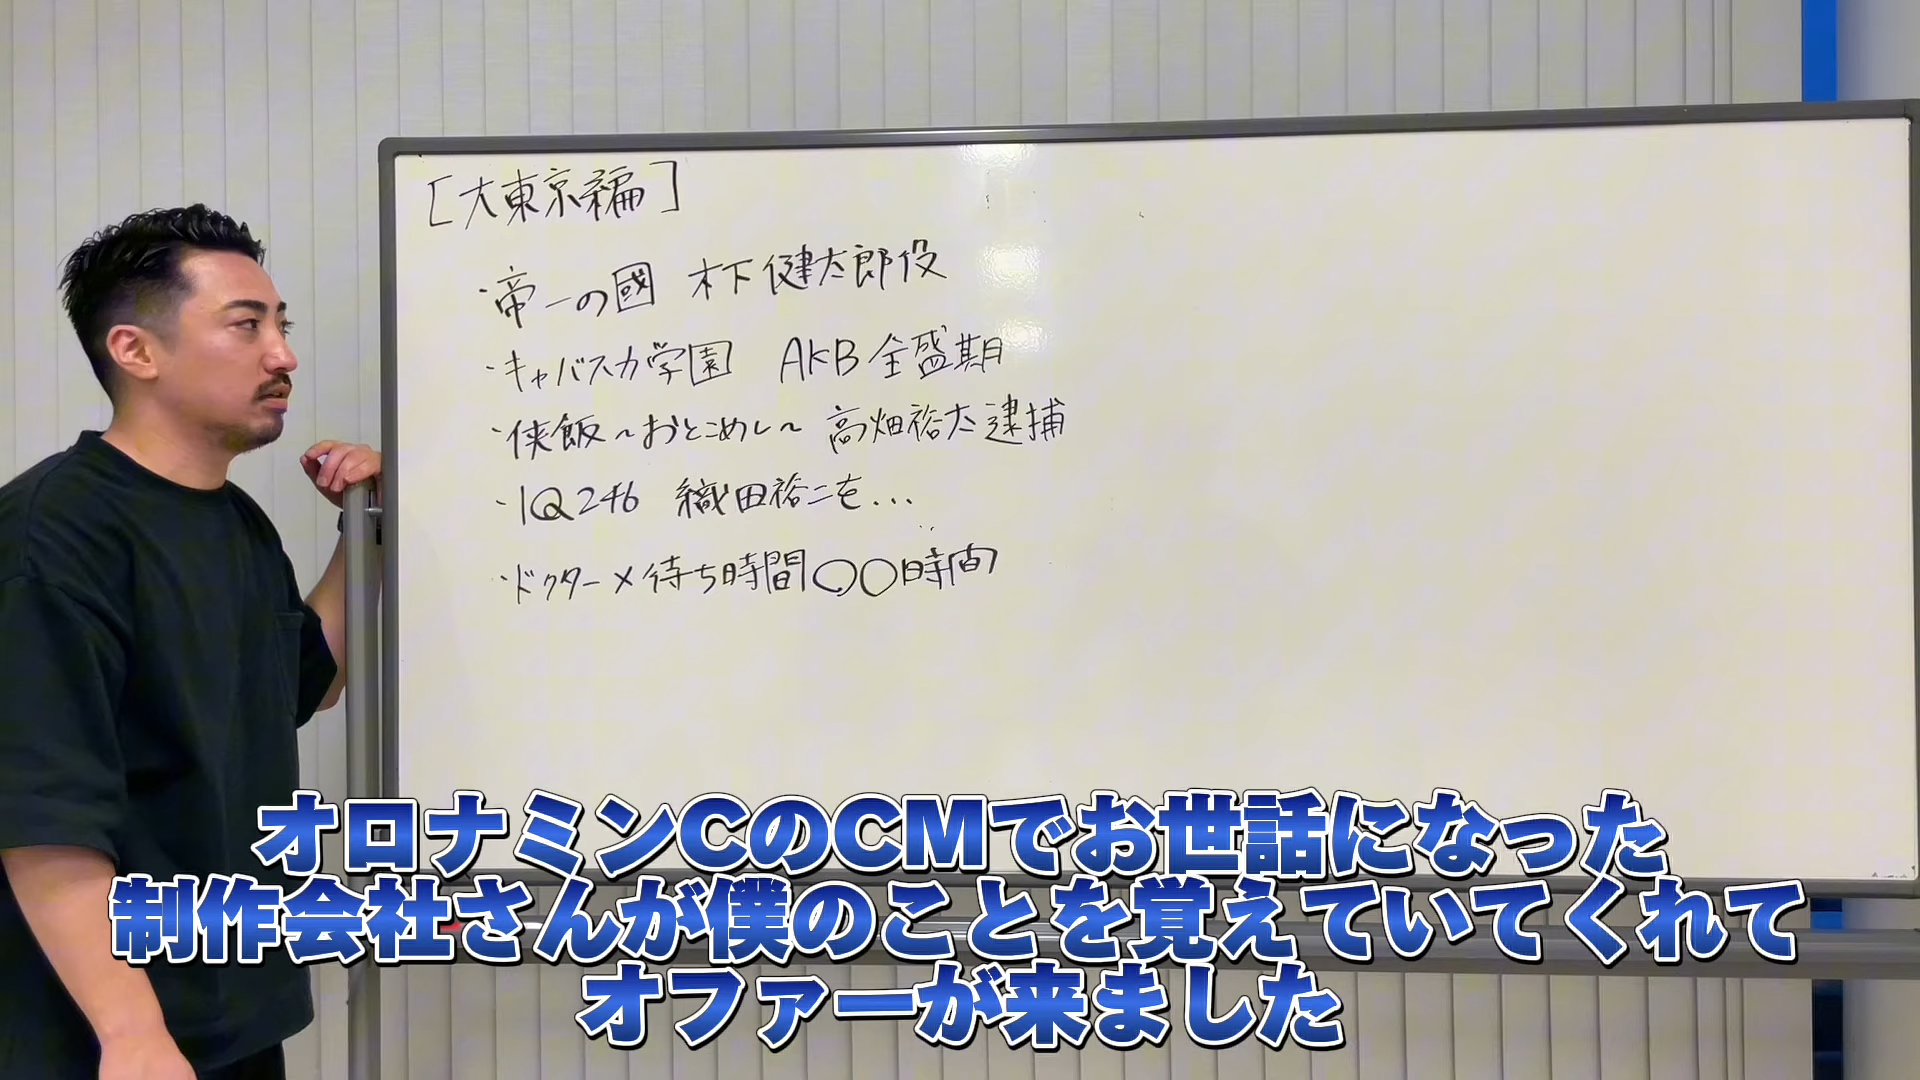 [大東京編]
・帝一の國 木下健太郎役
・キャバスカ学園 AKB全盛期
・侠飯~おとこめし~ 高畑裕太逮捕
・IQ246 織田裕二を...
・ドクターX待ち時間〇〇時間
オロナミンCのCMでお世話になった
制作会社さんが僕のことを覚えていてくれて
オファーが来ました